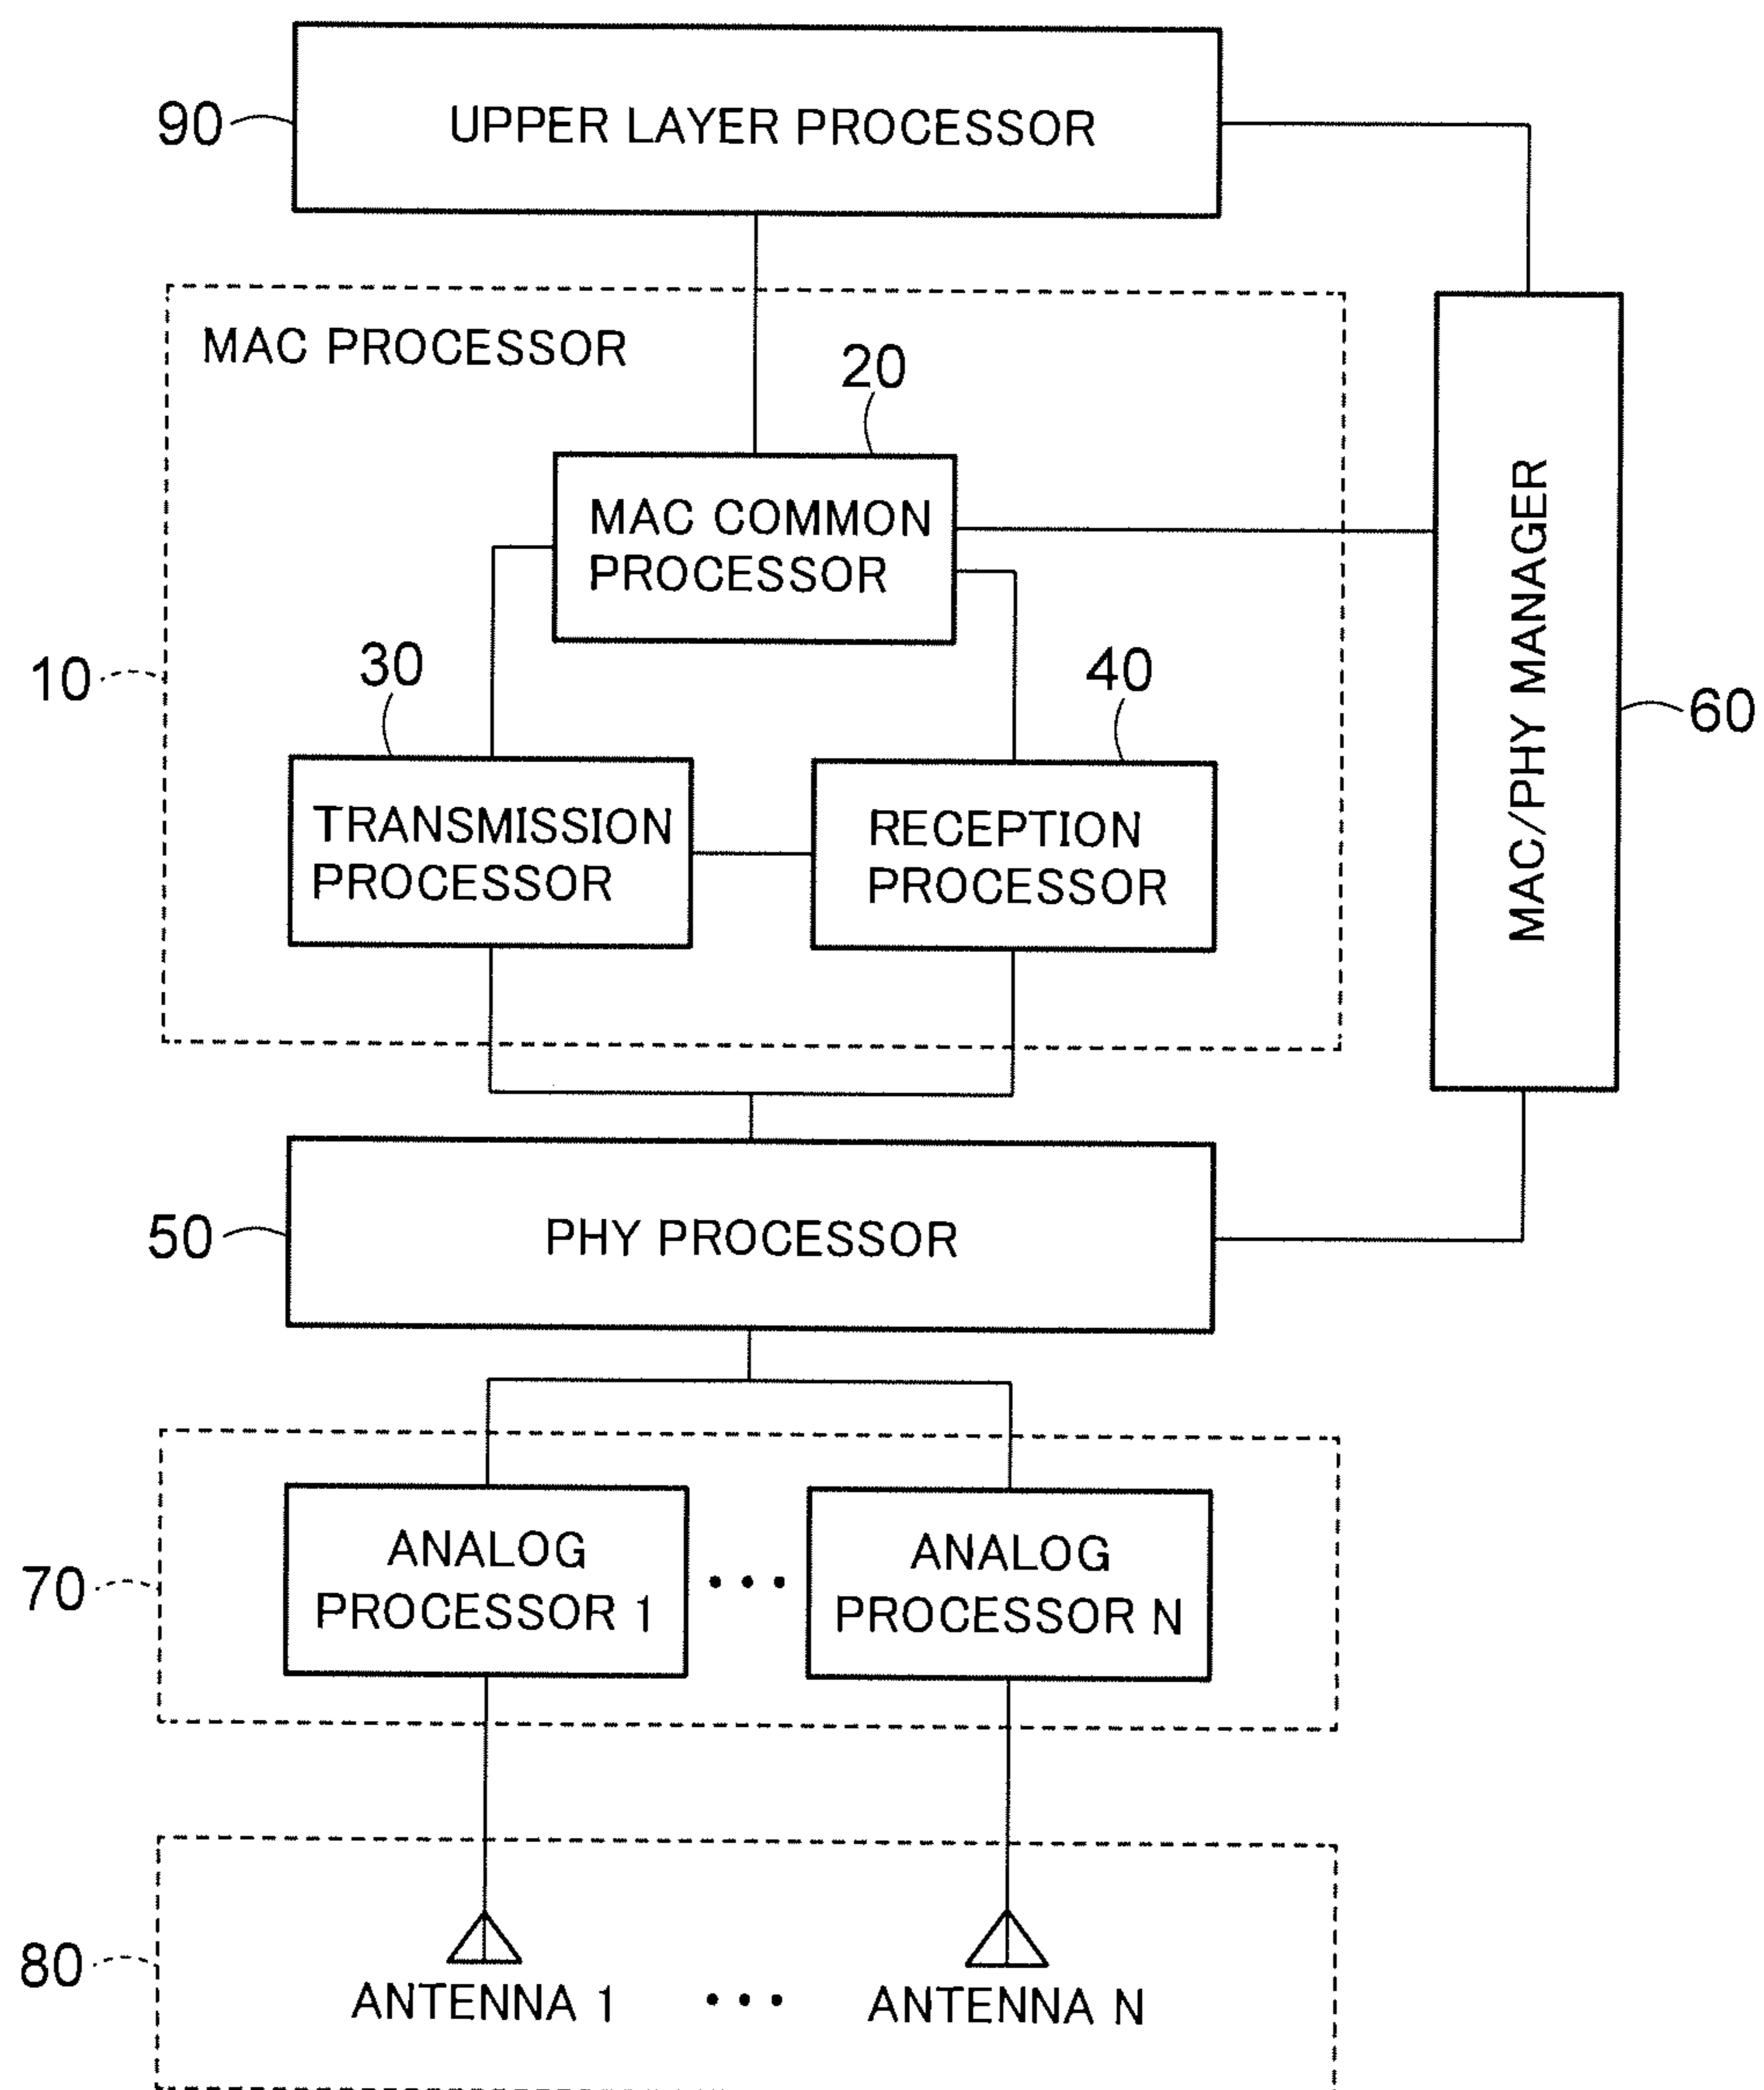 90
UPPER LAYER PROCESSOR
MAC PROCESSOR
20
MAC COMMON
PROCESSOR
10
30
40
TRANSMISSION
PROCESSOR
RECEPTION
PROCESSOR
MAC/PHY MANAGER
60
50
PHY PROCESSOR
70
ANALOG
PROCESSOR 1
•••
ANALOG
PROCESSOR N
80
ANTENNA 1
•••
ANTENNA N